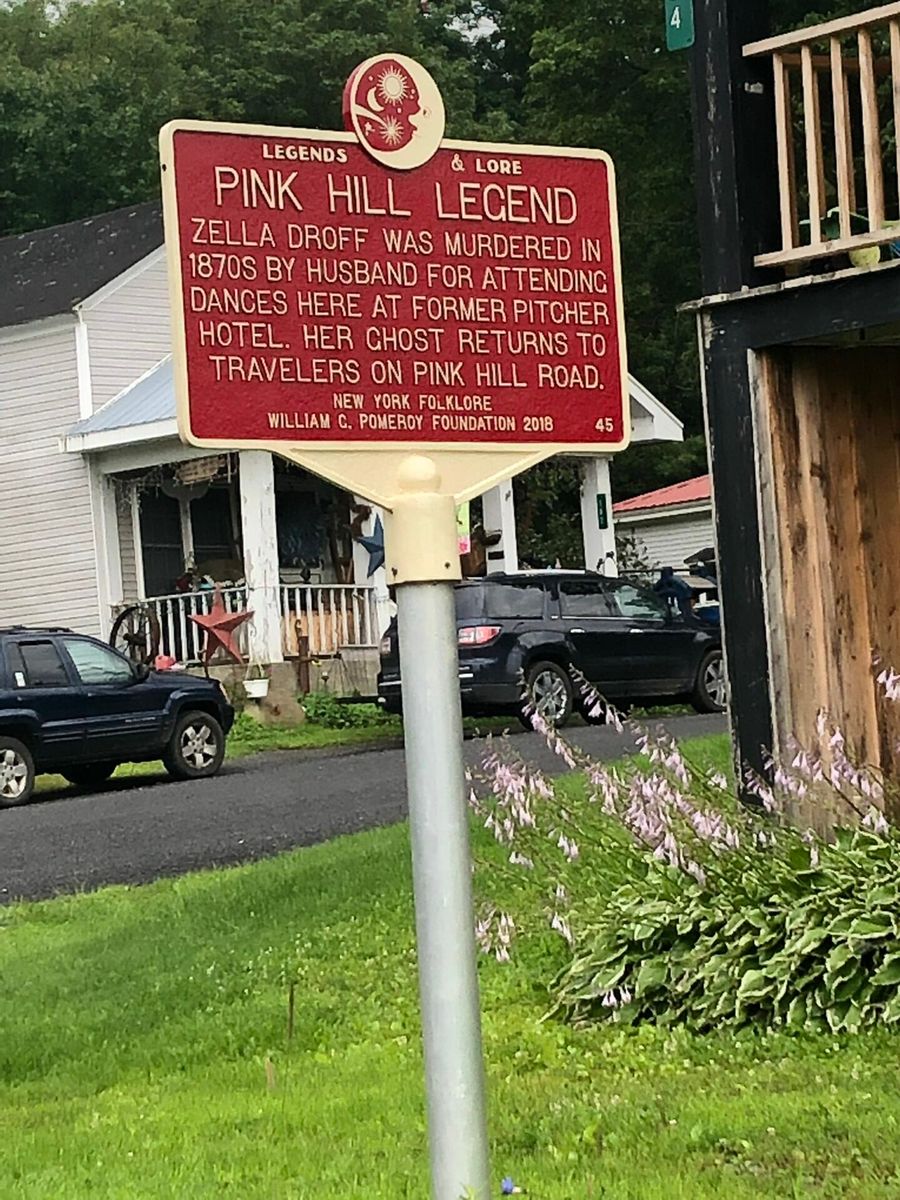 4
LEGENDS & LORE
PINK HILL LEGEND
ZELLA DROFF WAS MURDERED IN
1870S BY HUSBAND FOR ATTENDING
DANCES HERE AT FORMER PITCHER
HOTEL. HER GHOST RETURNS TO
TRAVELERS ON PINK HILL ROAD.
NEW YORK FOLKLORE
WILLIAM G. POMEROY FOUNDATION 2018 45